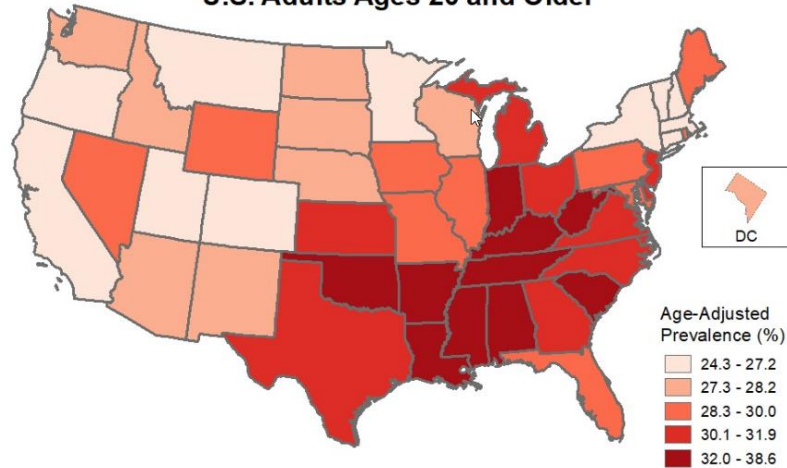 U.S. Adults Ages 20 and Older
DC
Age-Adjusted
Prevalence (%)
24.3 - 27.2
27.3 - 28.2
28.3 - 30.0
30.1 - 31.9
32.0 - 38.6